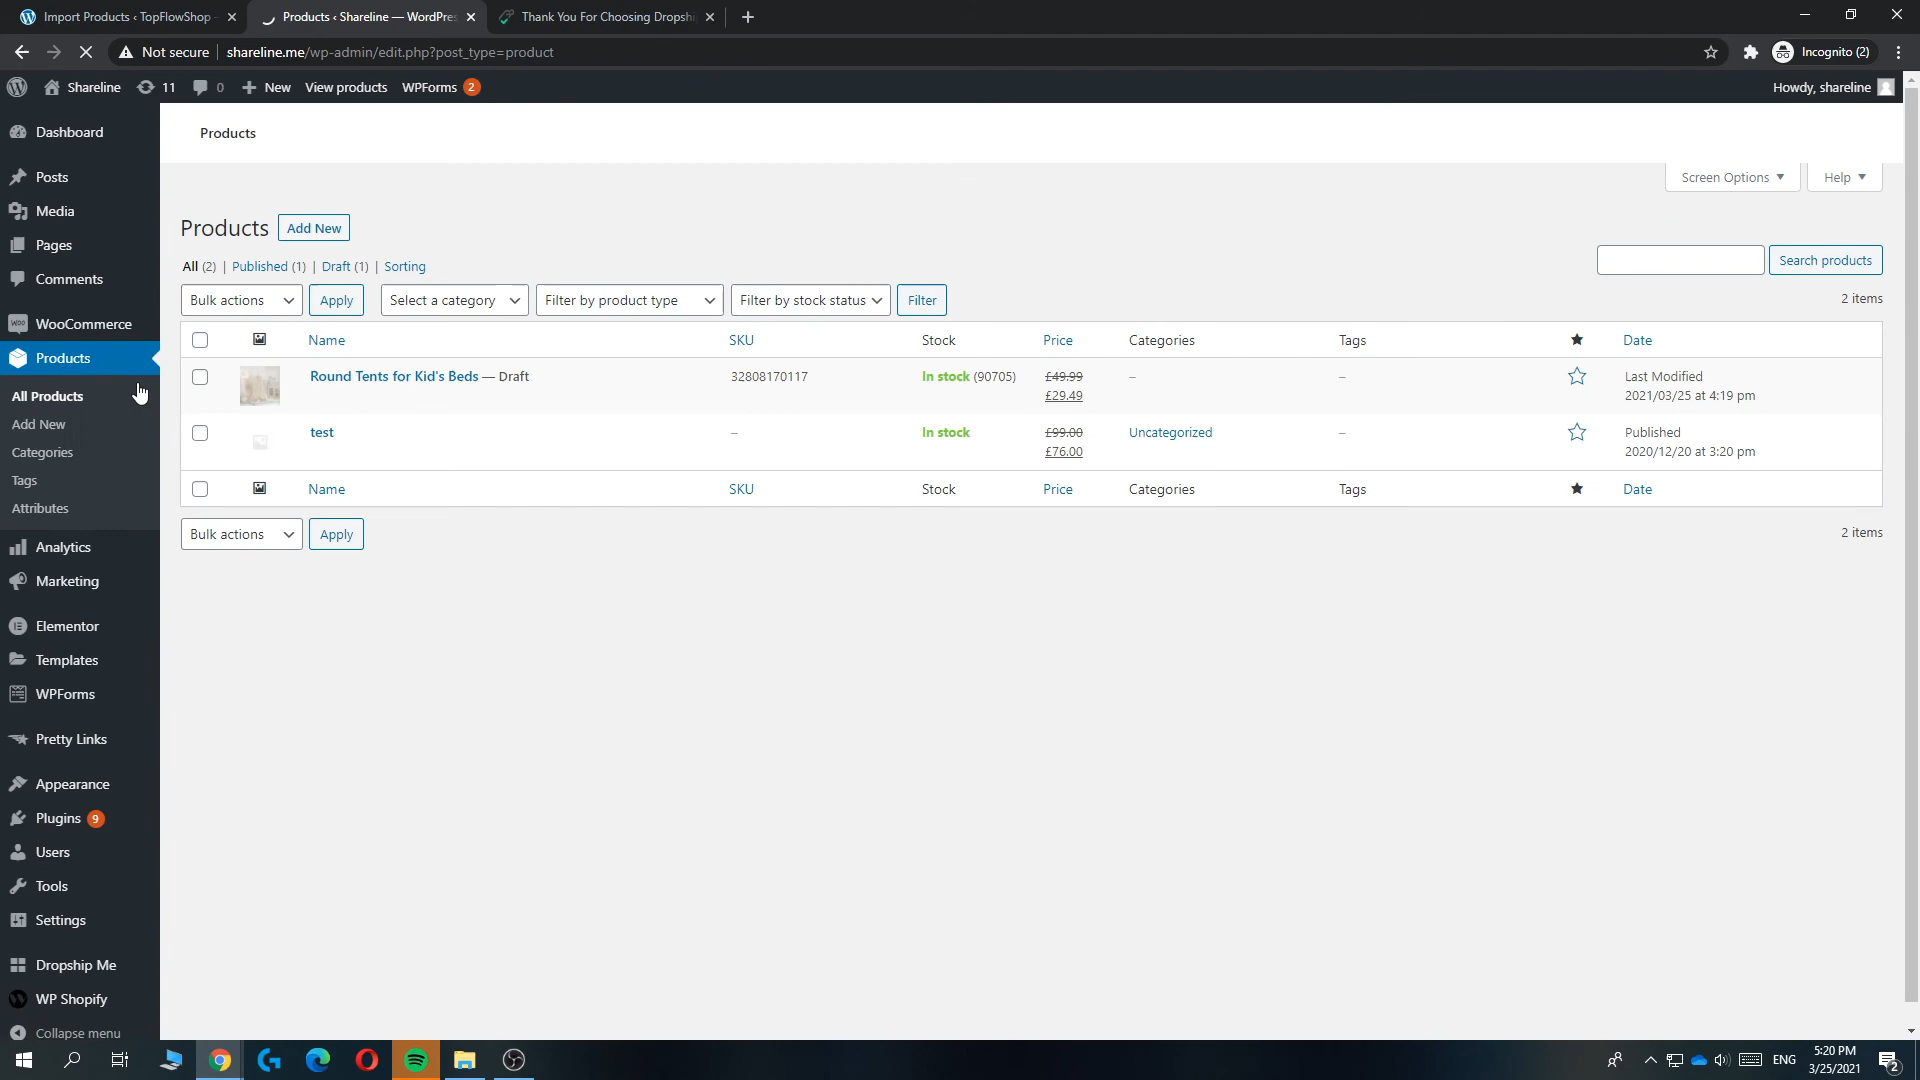 Import Products ‹ TopFlowShop
Products ‹ Shareline — WordPres
Thank You For Choosing Dropshi
Not secure
shareline.me/wp-admin/edit.php?post_type=product
Incognito (2)
Shareline
11
0
New
View products
WPForms 2
Howdy, shareline
Dashboard
Posts
Media
Pages
Comments
WooCommerce
Products
All Products
Add New
Categories
Tags
Attributes
Analytics
Marketing
Elementor
Templates
WPForms
Pretty Links
Appearance
Plugins 9
Users
Tools
Settings
Dropship Me
WP Shopify
Collapse menu
Products
Screen Options
Help
Products Add New
All (2) | Published (1) | Draft (1) | Sorting
Search products
Bulk actions Apply Select a category Filter by product type Filter by stock status Filter
2 items
Name SKU Stock Price Categories Tags Date
Round Tents for Kid's Beds — Draft 32808170117 In stock (90705) £49.99 – – Last Modified
£29.49 2021/03/25 at 4:19 pm
test – In stock £99.00 Uncategorized – Published
£76.00 2020/12/20 at 3:20 pm
Name SKU Stock Price Categories Tags Date
Bulk actions Apply
2 items
ENG
5:20 PM
3/25/2021
2